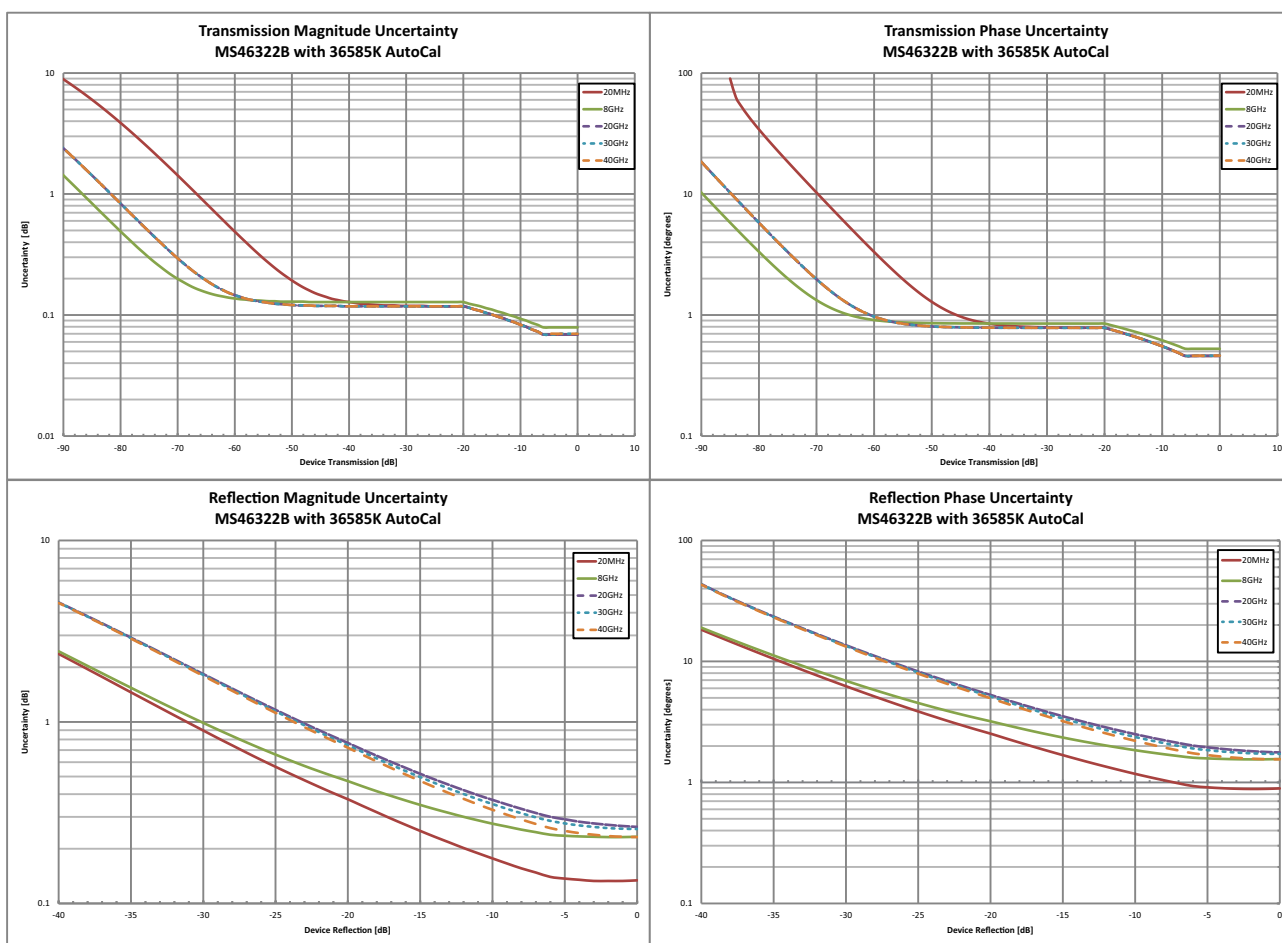 Transmission Magnitude Uncertainty
MS46322B with 36585K AutoCal
10
1
0.1
0.01
Uncertainty [dB]
-90 -80 -70 -60 -50 -40 -30 -20 -10 0 10
Device Transmission [dB]
20MHz
8GHz
20GHz
30GHz
40GHz
Transmission Phase Uncertainty
MS46322B with 36585K AutoCal
100
10
1
0.1
Uncertainty [degrees]
-90 -80 -70 -60 -50 -40 -30 -20 -10 0 10
Device Transmission [dB]
20MHz
8GHz
20GHz
30GHz
40GHz
Reflection Magnitude Uncertainty
MS46322B with 36585K AutoCal
10
1
0.1
Uncertainty [dB]
-40 -35 -30 -25 -20 -15 -10 -5 0
Device Reflection [dB]
20MHz
8GHz
20GHz
30GHz
40GHz
Reflection Phase Uncertainty
MS46322B with 36585K AutoCal
100
10
1
0.1
Uncertainty [degrees]
-40 -35 -30 -25 -20 -15 -10 -5 0
Device Reflection [dB]
20MHz
8GHz
20GHz
30GHz
40GHz